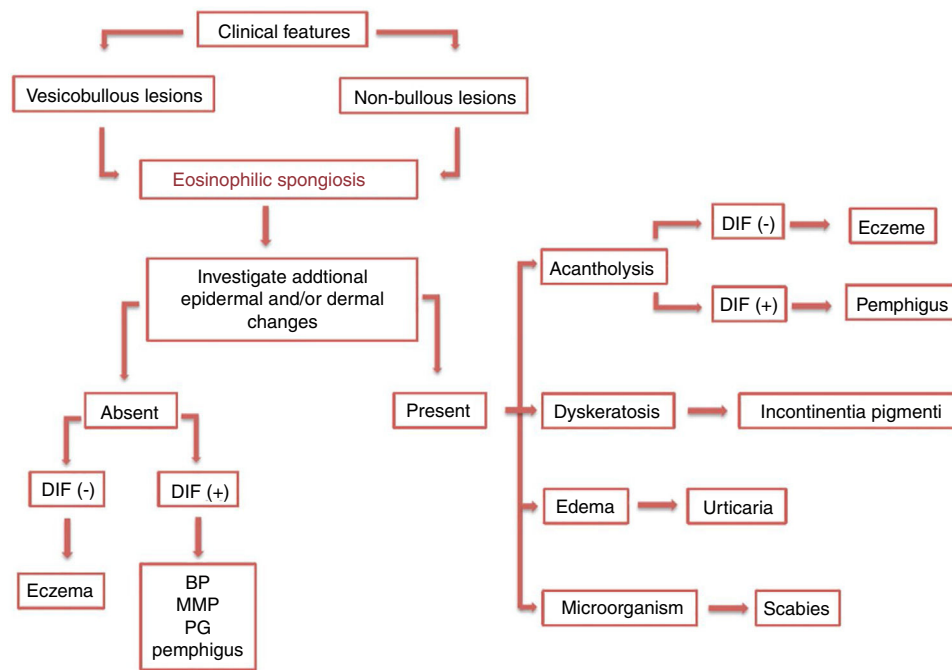 Clinical features
Vesicobullous lesions
Non-bullous lesions
Eosinophilic spongiosis
Investigate addtional
epidermal and/or dermal
changes
Absent
Present
DIF (-)
DIF (+)
Eczema
BP
MMP
PG
pemphigus
Acantholysis
DIF (-)
Eczeme
DIF (+)
Pemphigus
Dyskeratosis
Incontinentia pigmenti
Edema
Urticaria
Microorganism
Scabies